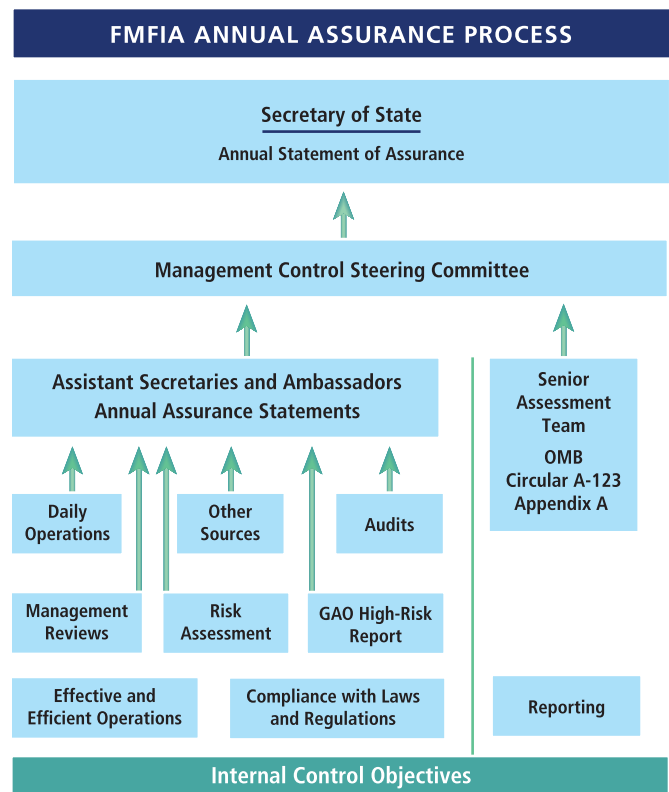 FMFIA ANNUAL ASSURANCE PROCESS
Secretary of State
Annual Statement of Assurance
Management Control Steering Committee
Assistant Secretaries and Ambassadors
Annual Assurance Statements
Senior
Assessment
Team
OMB
Circular A-123
Appendix A
Daily
Operations
Other
Sources
Audits
Management
Reviews
Risk
Assessment
GAO High-Risk
Report
Effective and
Efficient Operations
Compliance with Laws
and Regulations
Reporting
Internal Control Objectives